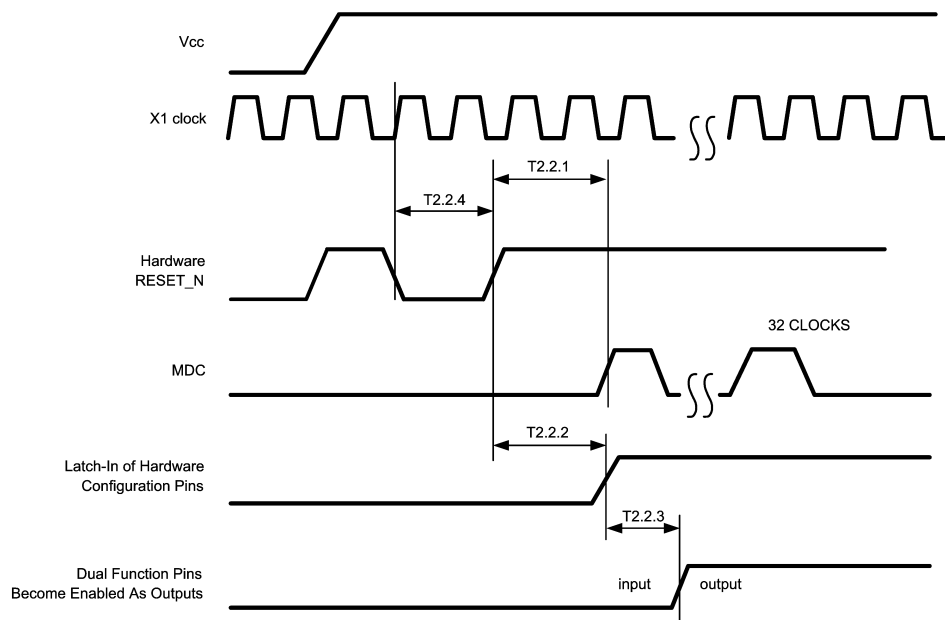 Vcc
X1 clock
T2.2.1
T2.2.4
Hardware
RESET_N
32 CLOCKS
MDC
T2.2.2
Latch-In of Hardware
Configuration Pins
T2.2.3
Dual Function Pins
Become Enabled As Outputs
input
output